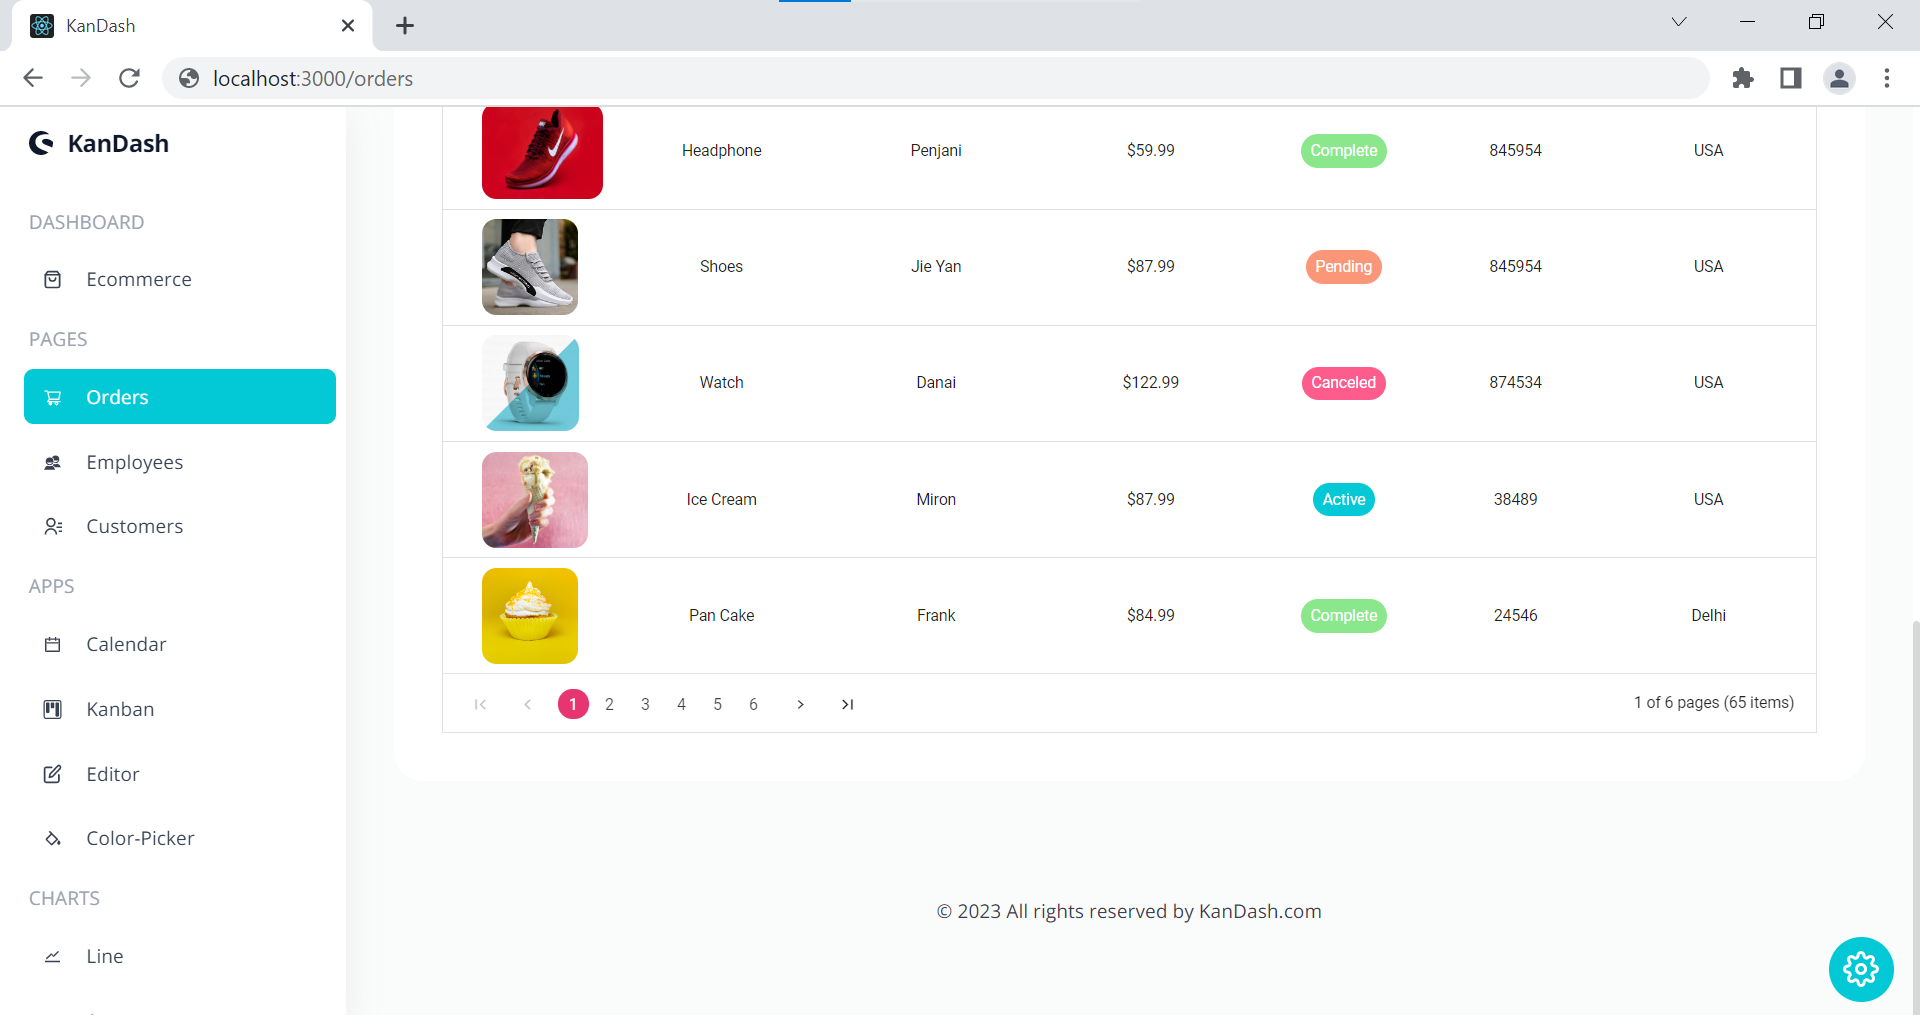 KanDash
localhost:3000/orders
KanDash
DASHBOARD
Ecommerce
PAGES
Orders
Employees
Customers
APPS
Calendar
Kanban
Editor
Color-Picker
CHARTS
Line
Headphone Penjani $59.99 Complete 845954 USA
Shoes Jie Yan $87.99 Pending 845954 USA
Watch Danai $122.99 Canceled 874534 USA
Ice Cream Miron $87.99 Active 38489 USA
Pan Cake Frank $84.99 Complete 24546 Delhi
1 2 3 4 5 6 1 of 6 pages (65 items)
© 2023 All rights reserved by KanDash.com